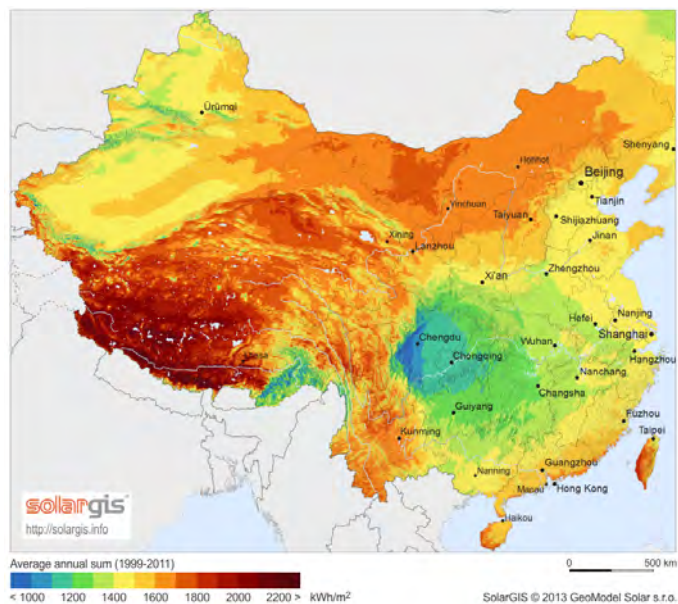 Ürümqi
Shenyang
Hohhot
Beijing
Tianjin
Yinchuan
Taiyuan
Shijiazhuang
Xining
Jinan
Lanzhou
Xi'an
Zhengzhou
Nanjing
Hefei
Shanghai
Chengdu
Wuhan
Hangzhou
Chongqing
Nanchang
Lhasa
Changsha
Guiyang
Fuzhou
Taipei
Kunming
Guangzhou
Nanning
Macau
Hong Kong
Haikou
solargis
http://solargis.info
Average annual sum (1999-2011)
0 500 km
< 1000 1200 1400 1600 1800 2000 2200 > kWh/m²
SolarGIS © 2013 GeoModel Solar s.r.o.